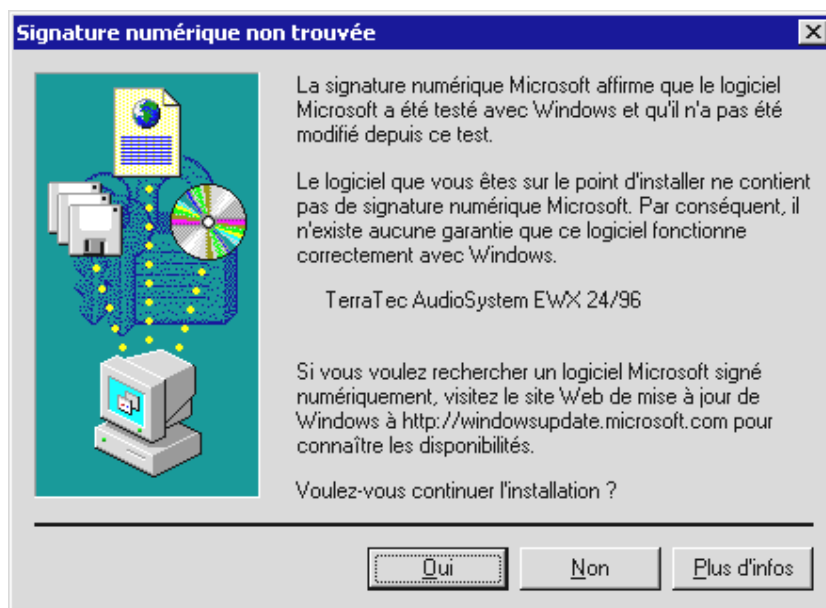 Signature numérique non trouvée
La signature numérique Microsoft affirme que le logiciel
Microsoft a été testé avec Windows et qu'il n'a pas été
modifié depuis ce test.
Le logiciel que vous êtes sur le point d'installer ne contient
pas de signature numérique Microsoft. Par conséquent, il
n'existe aucune garantie que ce logiciel fonctionne
correctement avec Windows.
TerraTec AudioSystem EWX 24/96
Si vous voulez rechercher un logiciel Microsoft signé
numériquement, visitez le site Web de mise à jour de
Windows à http://windowsupdate.microsoft.com pour
connaître les disponibilités.
Voulez-vous continuer l'installation ?
Oui Non Plus d'infos